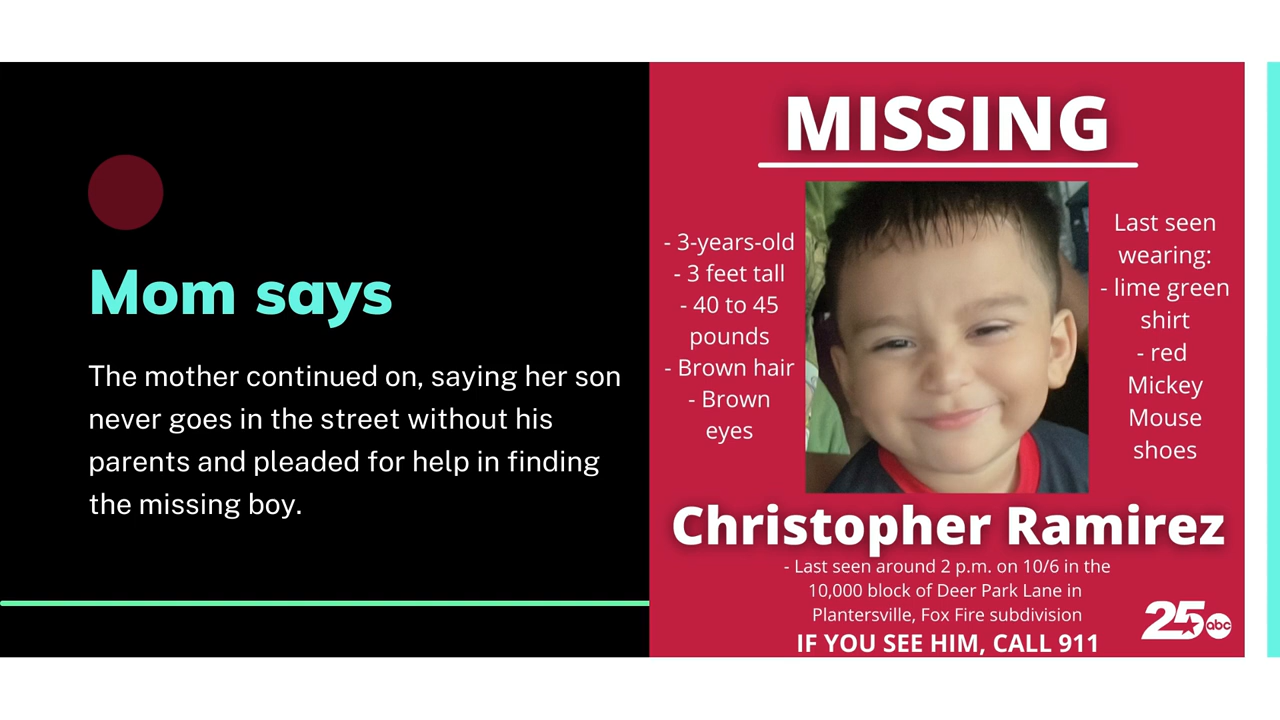 Mom says
The mother continued on, saying her son
never goes in the street without his
parents and pleaded for help in finding
the missing boy.
MISSING
- 3-years-old
- 3 feet tall
- 40 to 45
pounds
- Brown hair
- Brown
eyes
Last seen
wearing:
- lime green
shirt
- red
Mickey
Mouse
shoes
Christopher Ramirez
- Last seen around 2 p.m. on 10/6 in the
10,000 block of Deer Park Lane in
Plantersville, Fox Fire subdivision
IF YOU SEE HIM, CALL 911
25 abc